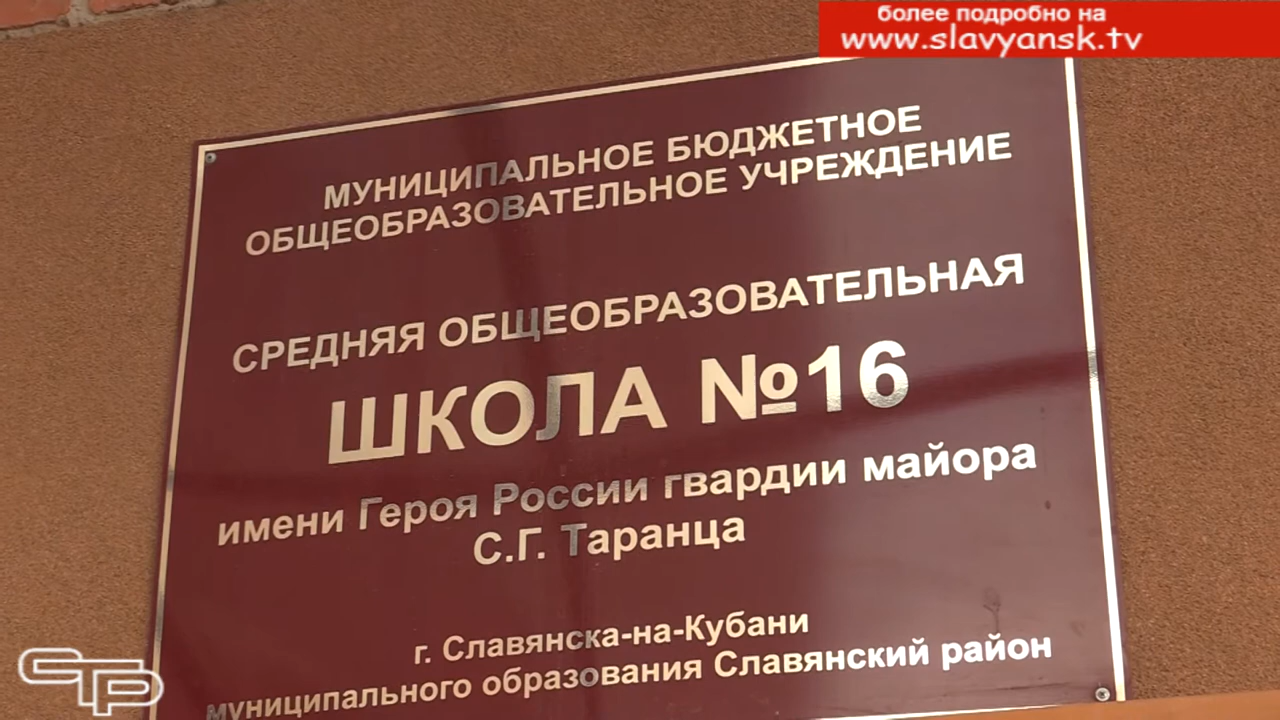 более подробно на
www.slavyansk.tv
МУНИЦИПАЛЬНОЕ БЮДЖЕТНОЕ
ОБЩЕОБРАЗОВАТЕЛЬНОЕ УЧРЕЖДЕНИЕ
СРЕДНЯЯ ОБЩЕОБРАЗОВАТЕЛЬНАЯ
ШКОЛА №16
имени Героя России гвардии майора
С.Г. Таранца
г. Славянска-на-Кубани
муниципального образования Славянский район
СТР